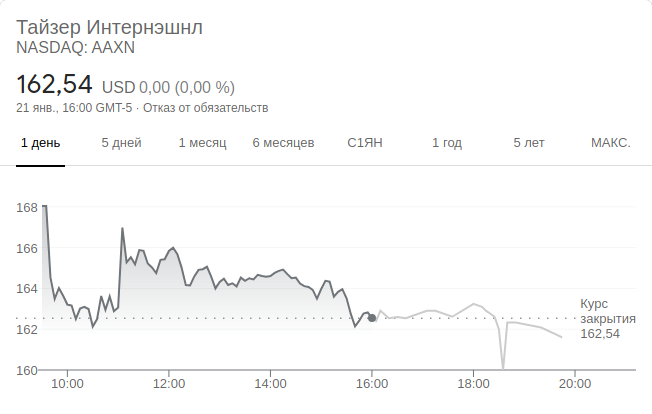 Тайзер Интернэшнл
NASDAQ: AAXN
162,54 USD 0,00 (0,00 %)
21 янв., 16:00 GMT-5 · Отказ от обязательств
1 день 5 дней 1 месяц 6 месяцев С1ЯН 1 год 5 лет МАКС.
168
166
164
162
160
Курс
закрытия
162,54
10:00 12:00 14:00 16:00 18:00 20:00